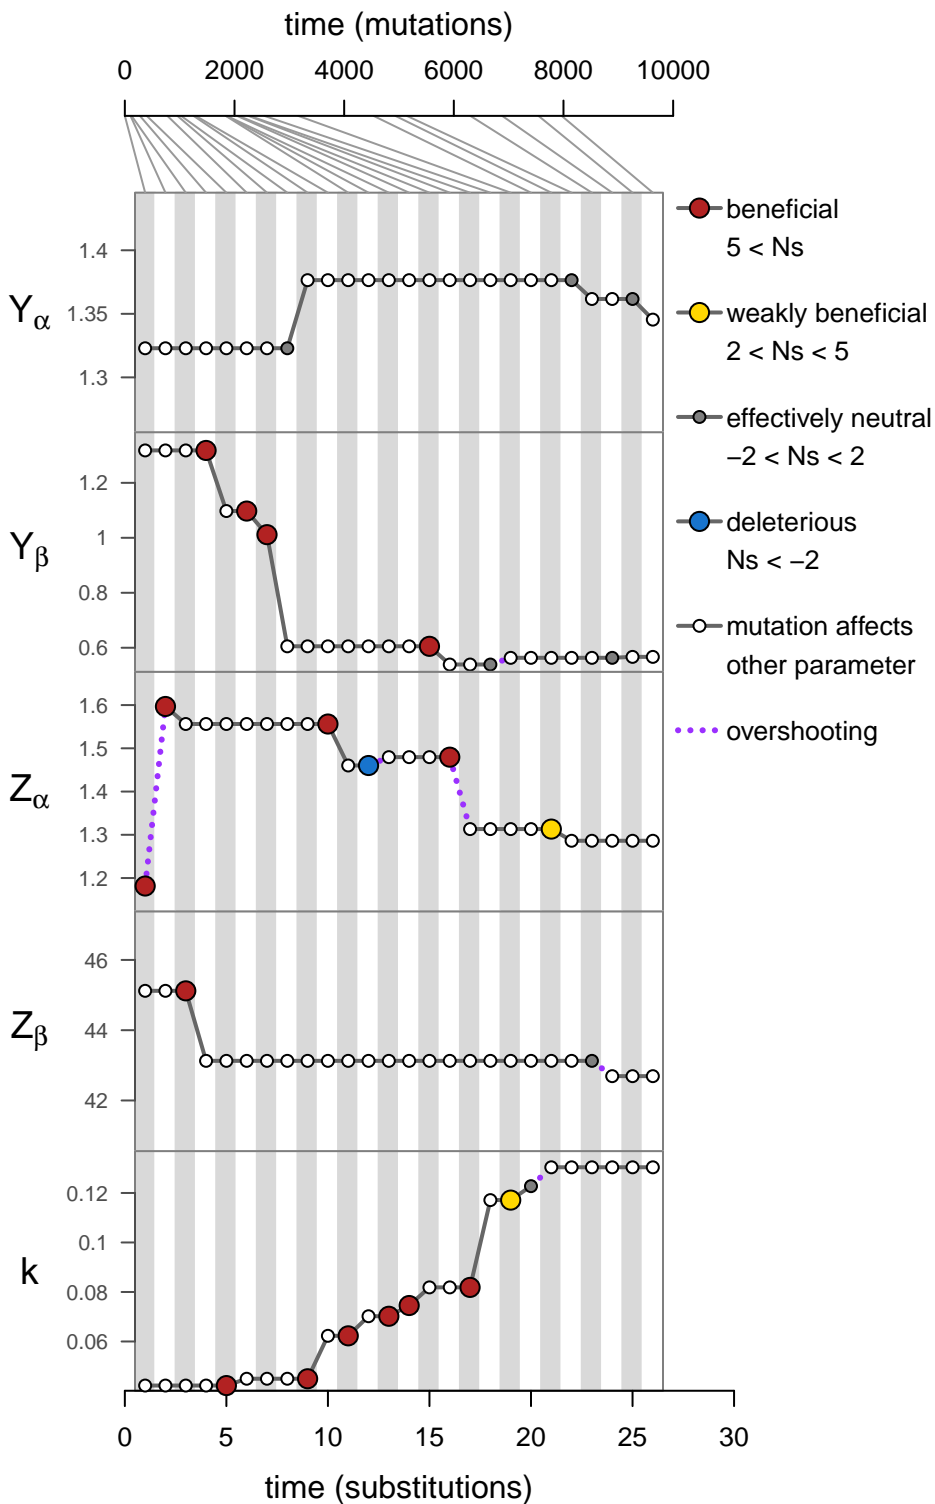 time (mutations)
0 2000 4000 6000 8000 10000
beneficial
5 < Ns
weakly beneficial
2 < Ns < 5
effectively neutral
−2 < Ns < 2
deleterious
Ns < −2
mutation affects
other parameter
overshooting
Yα
1.4
1.35
1.3
Yβ
1.2
1
0.8
0.6
Zα
1.6
1.5
1.4
1.3
1.2
Zβ
46
44
42
k
0.12
0.1
0.08
0.06
0 5 10 15 20 25 30
time (substitutions)